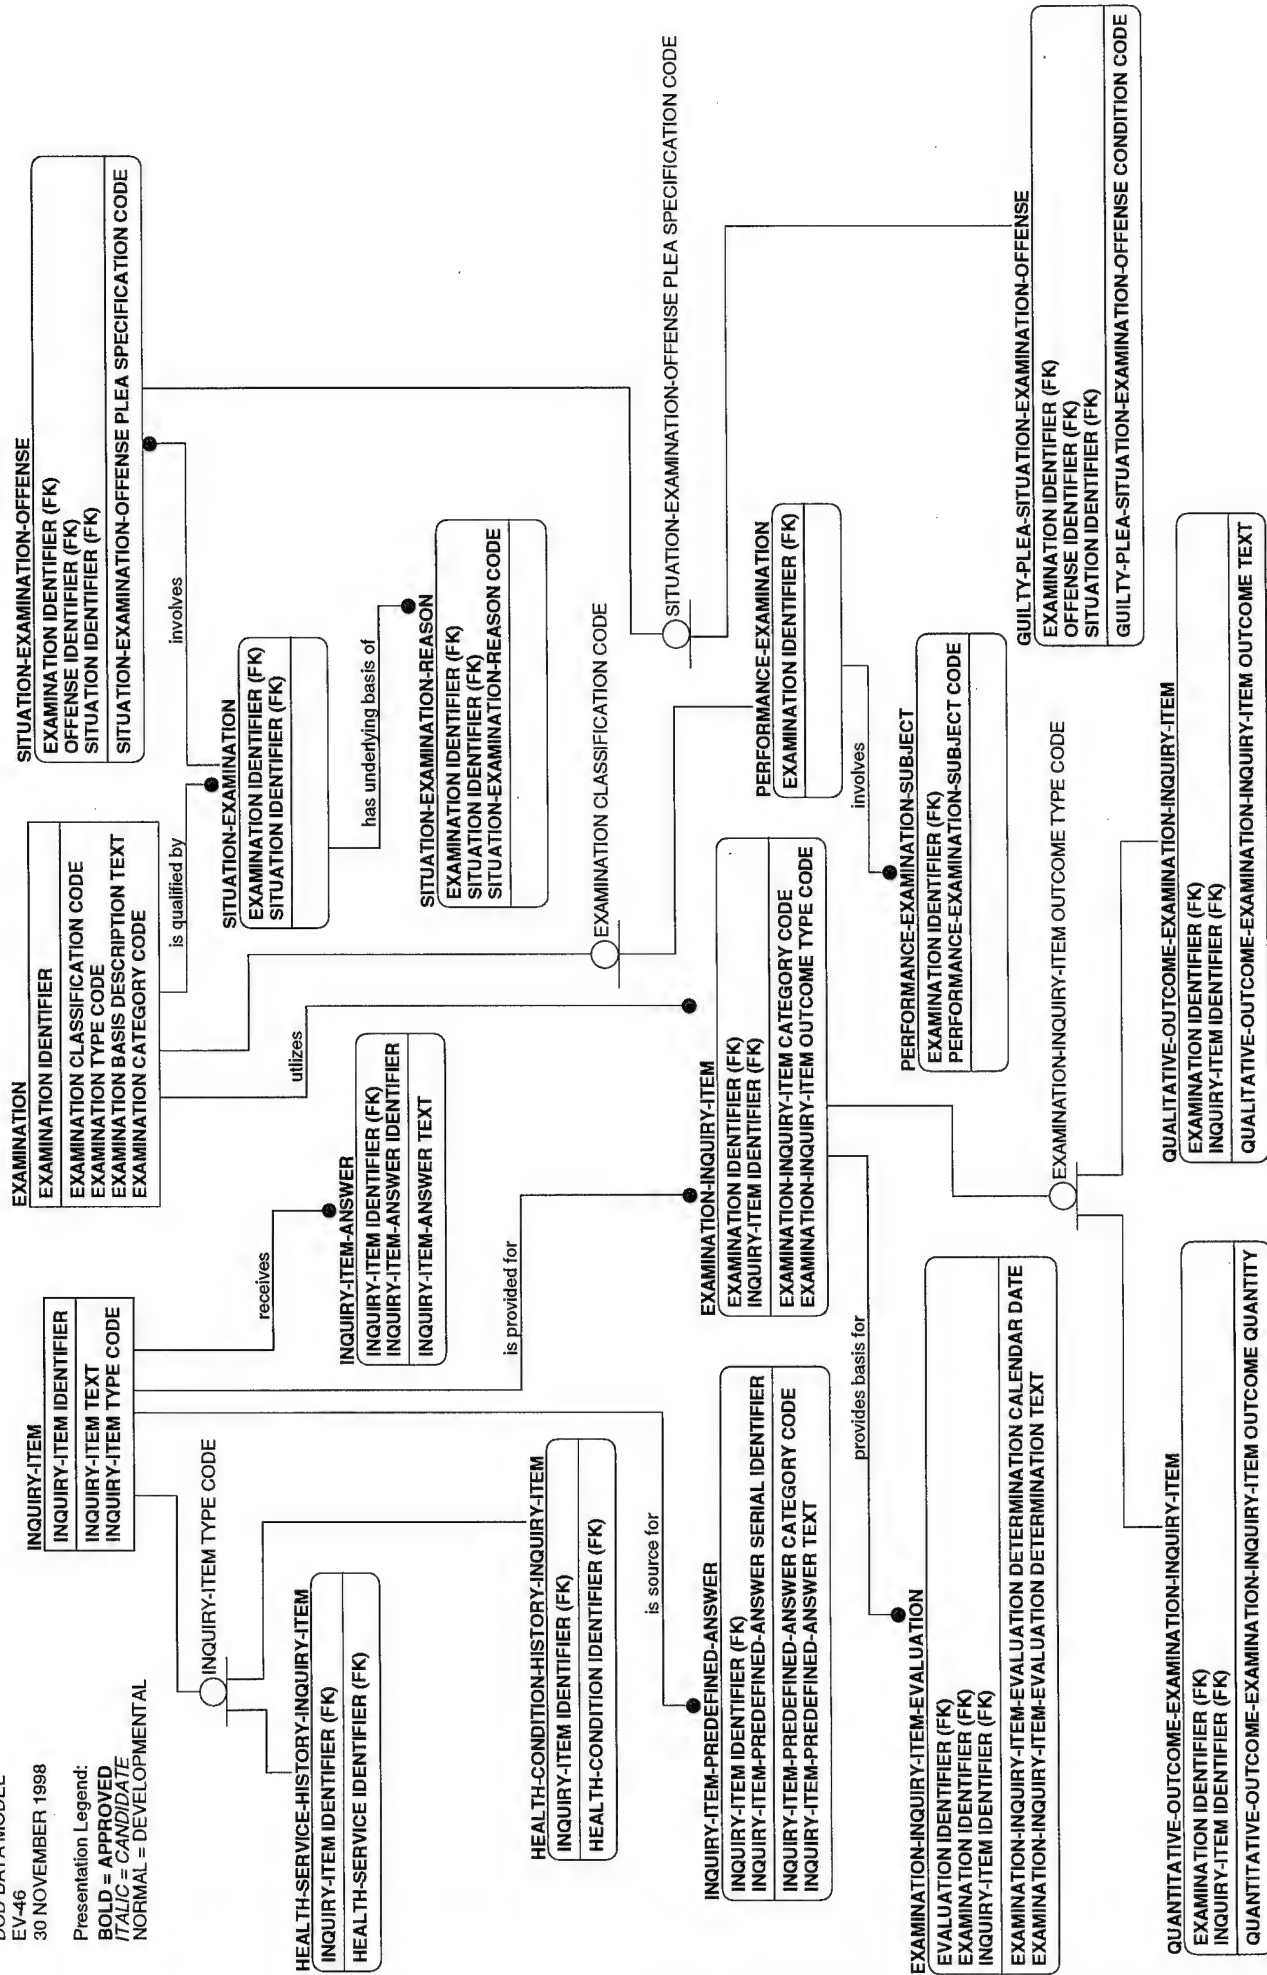 DOD DATA MODEL
EV-46
30 NOVEMBER 1998
Presentation Legend:
BOLD = APPROVED
ITALIC = CANDIDATE
NORMAL = DEVELOPMENTAL
INQUIRY-ITEM
INQUIRY-ITEM IDENTIFIER
INQUIRY-ITEM TEXT
INQUIRY-ITEM TYPE CODE
INQUIRY-ITEM TYPE CODE
HEALTH-SERVICE-HISTORY-INQUIRY-ITEM
INQUIRY-ITEM IDENTIFIER (FK)
HEALTH-SERVICE IDENTIFIER (FK)
HEALTH-CONDITION-HISTORY-INQUIRY-ITEM
INQUIRY-ITEM IDENTIFIER (FK)
HEALTH-CONDITION IDENTIFIER (FK)
receives
INQUIRY-ITEM-ANSWER
INQUIRY-ITEM IDENTIFIER (FK)
INQUIRY-ITEM-ANSWER IDENTIFIER
INQUIRY-ITEM-ANSWER TEXT
is provided for
is source for
INQUIRY-ITEM-PREDEFINED-ANSWER
INQUIRY-ITEM IDENTIFIER (FK)
INQUIRY-ITEM-PREDEFINED-ANSWER SERIAL IDENTIFIER
INQUIRY-ITEM-PREDEFINED-ANSWER CATEGORY CODE
INQUIRY-ITEM-PREDEFINED-ANSWER TEXT
EXAMINATION
EXAMINATION IDENTIFIER
EXAMINATION CLASSIFICATION CODE
EXAMINATION TYPE CODE
EXAMINATION BASIS DESCRIPTION TEXT
EXAMINATION CATEGORY CODE
is qualified by
utlizes
SITUATION-EXAMINATION
EXAMINATION IDENTIFIER (FK)
SITUATION IDENTIFIER (FK)
involves
SITUATION-EXAMINATION-OFFENSE
EXAMINATION IDENTIFIER (FK)
OFFENSE IDENTIFIER (FK)
SITUATION IDENTIFIER (FK)
SITUATION-EXAMINATION-OFFENSE PLEA SPECIFICATION CODE
has underlying basis of
SITUATION-EXAMINATION-REASON
EXAMINATION IDENTIFIER (FK)
SITUATION IDENTIFIER (FK)
SITUATION-EXAMINATION-REASON CODE
EXAMINATION CLASSIFICATION CODE
SITUATION-EXAMINATION-OFFENSE PLEA SPECIFICATION CODE
EXAMINATION-INQUIRY-ITEM
EXAMINATION IDENTIFIER (FK)
INQUIRY-ITEM IDENTIFIER (FK)
EXAMINATION-INQUIRY-ITEM CATEGORY CODE
EXAMINATION-INQUIRY-ITEM OUTCOME TYPE CODE
PERFORMANCE-EXAMINATION
EXAMINATION IDENTIFIER (FK)
involves
PERFORMANCE-EXAMINATION-SUBJECT
EXAMINATION IDENTIFIER (FK)
PERFORMANCE-EXAMINATION-SUBJECT CODE
GUILTY-PLEA-SITUATION-EXAMINATION-OFFENSE
EXAMINATION IDENTIFIER (FK)
OFFENSE IDENTIFIER (FK)
SITUATION IDENTIFIER (FK)
GUILTY-PLEA-SITUATION-EXAMINATION-OFFENSE CONDITION CODE
provides basis for
EXAMINATION-INQUIRY-ITEM-EVALUATION
EVALUATION IDENTIFIER (FK)
EXAMINATION IDENTIFIER (FK)
INQUIRY-ITEM IDENTIFIER (FK)
EXAMINATION-INQUIRY-ITEM-EVALUATION DETERMINATION CALENDAR DATE
EXAMINATION-INQUIRY-ITEM-EVALUATION DETERMINATION TEXT
EXAMINATION-INQUIRY-ITEM OUTCOME TYPE CODE
QUANTITATIVE-OUTCOME-EXAMINATION-INQUIRY-ITEM
EXAMINATION IDENTIFIER (FK)
INQUIRY-ITEM IDENTIFIER (FK)
QUANTITATIVE-OUTCOME-EXAMINATION-INQUIRY-ITEM OUTCOME QUANTITY
QUALITATIVE-OUTCOME-EXAMINATION-INQUIRY-ITEM
EXAMINATION IDENTIFIER (FK)
INQUIRY-ITEM IDENTIFIER (FK)
QUALITATIVE-OUTCOME-EXAMINATION-INQUIRY-ITEM OUTCOME TEXT